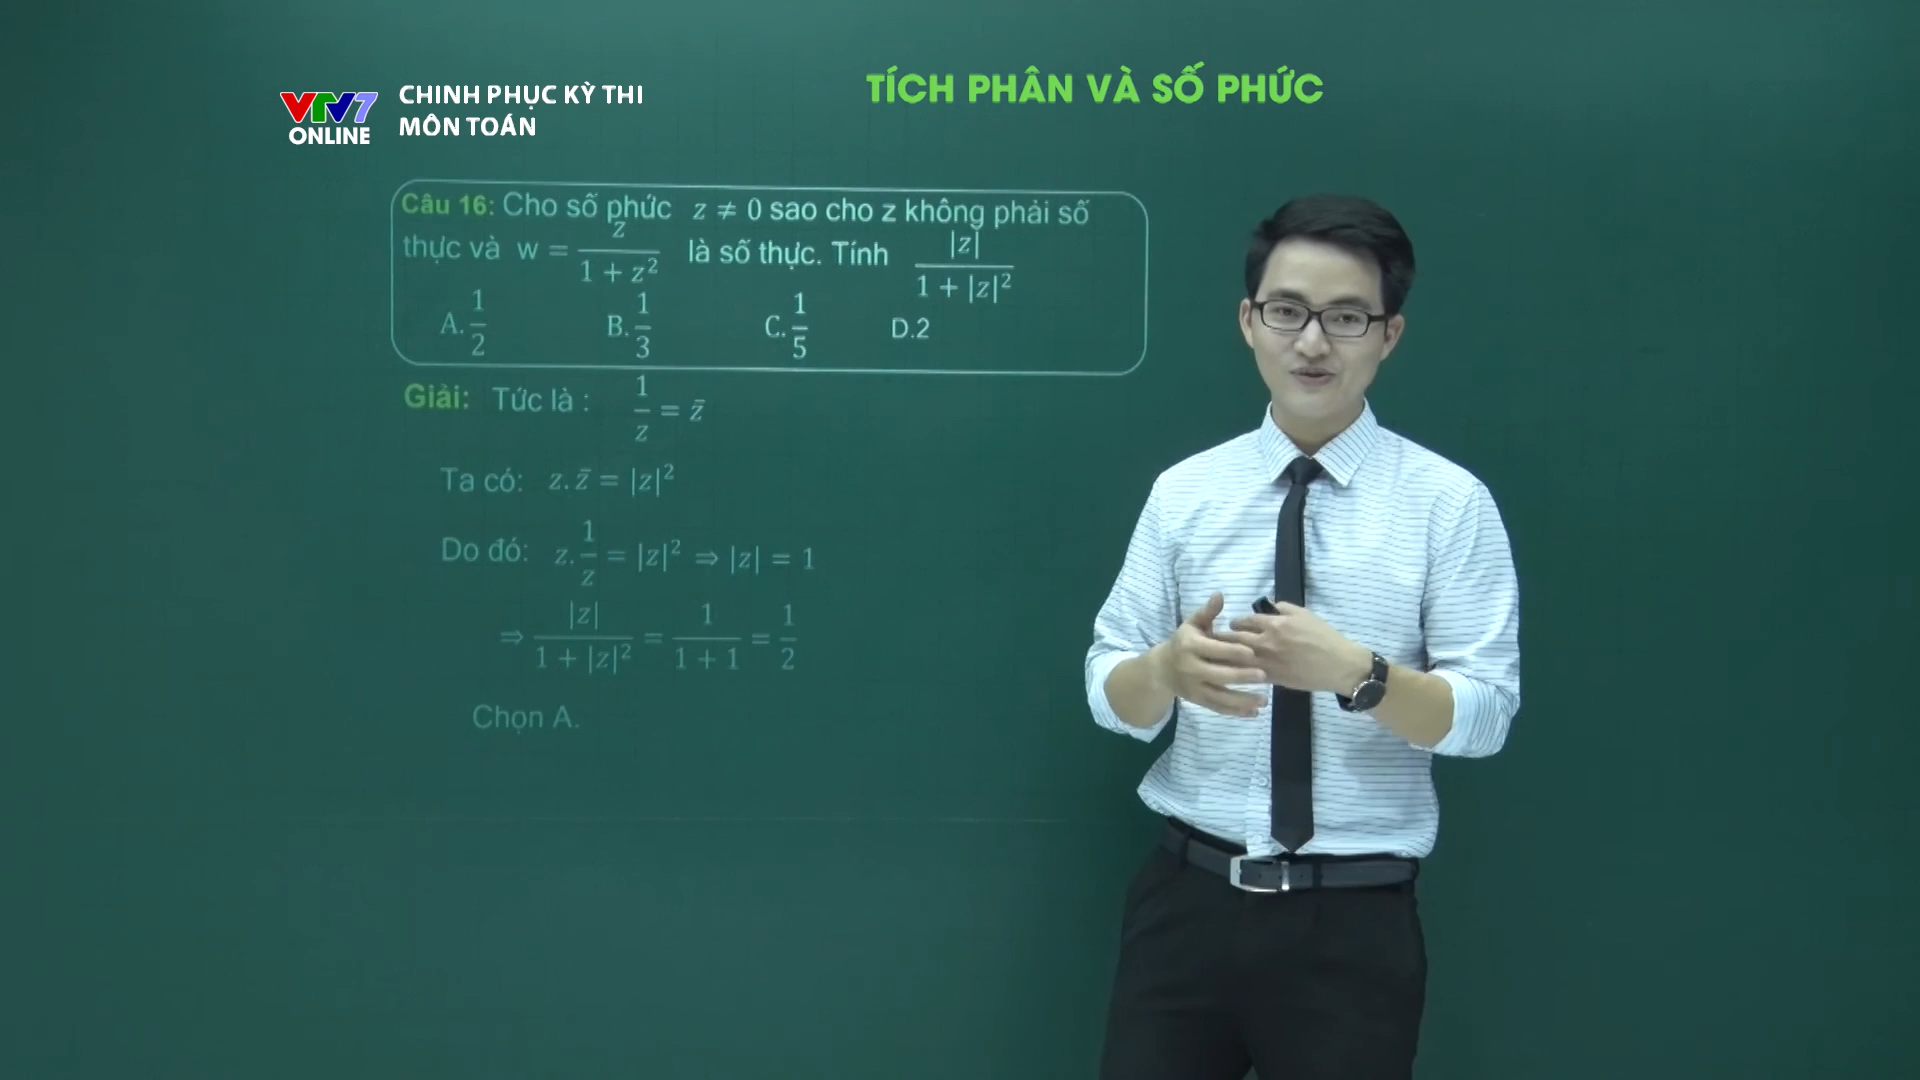 VTV7
ONLINE
CHINH PHỤC KỲ THI
MÔN TOÁN
TÍCH PHÂN VÀ SỐ PHỨC
Câu 16: Cho số phức z ≠ 0 sao cho z không phải số
thực và w = z/(1 + z²) là số thực. Tính |z|/(1 + |z|²)
A. 1/2 B. 1/3 C. 1/5 D.2
Giải: Tức là : 1/z = z̄
Ta có: z. z̄ = |z|²
Do đó: z. 1/z = |z|² ⇒ |z| = 1
⇒ |z|/(1 + |z|²) = 1/(1 + 1) = 1/2
Chọn A.